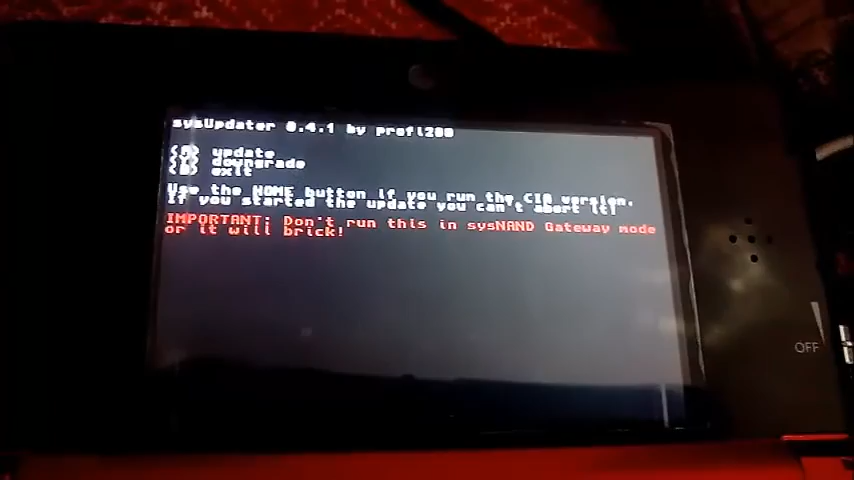 sysUpdater 0.4.1 by profi200
(A) update
(Y) downgrade
(B) exit
Use the HOME button if you run the CIA version.
If you started the update you can't abort it!
IMPORTANT: Don't run this in sysNAND Gateway mode
or it will brick!
OFF